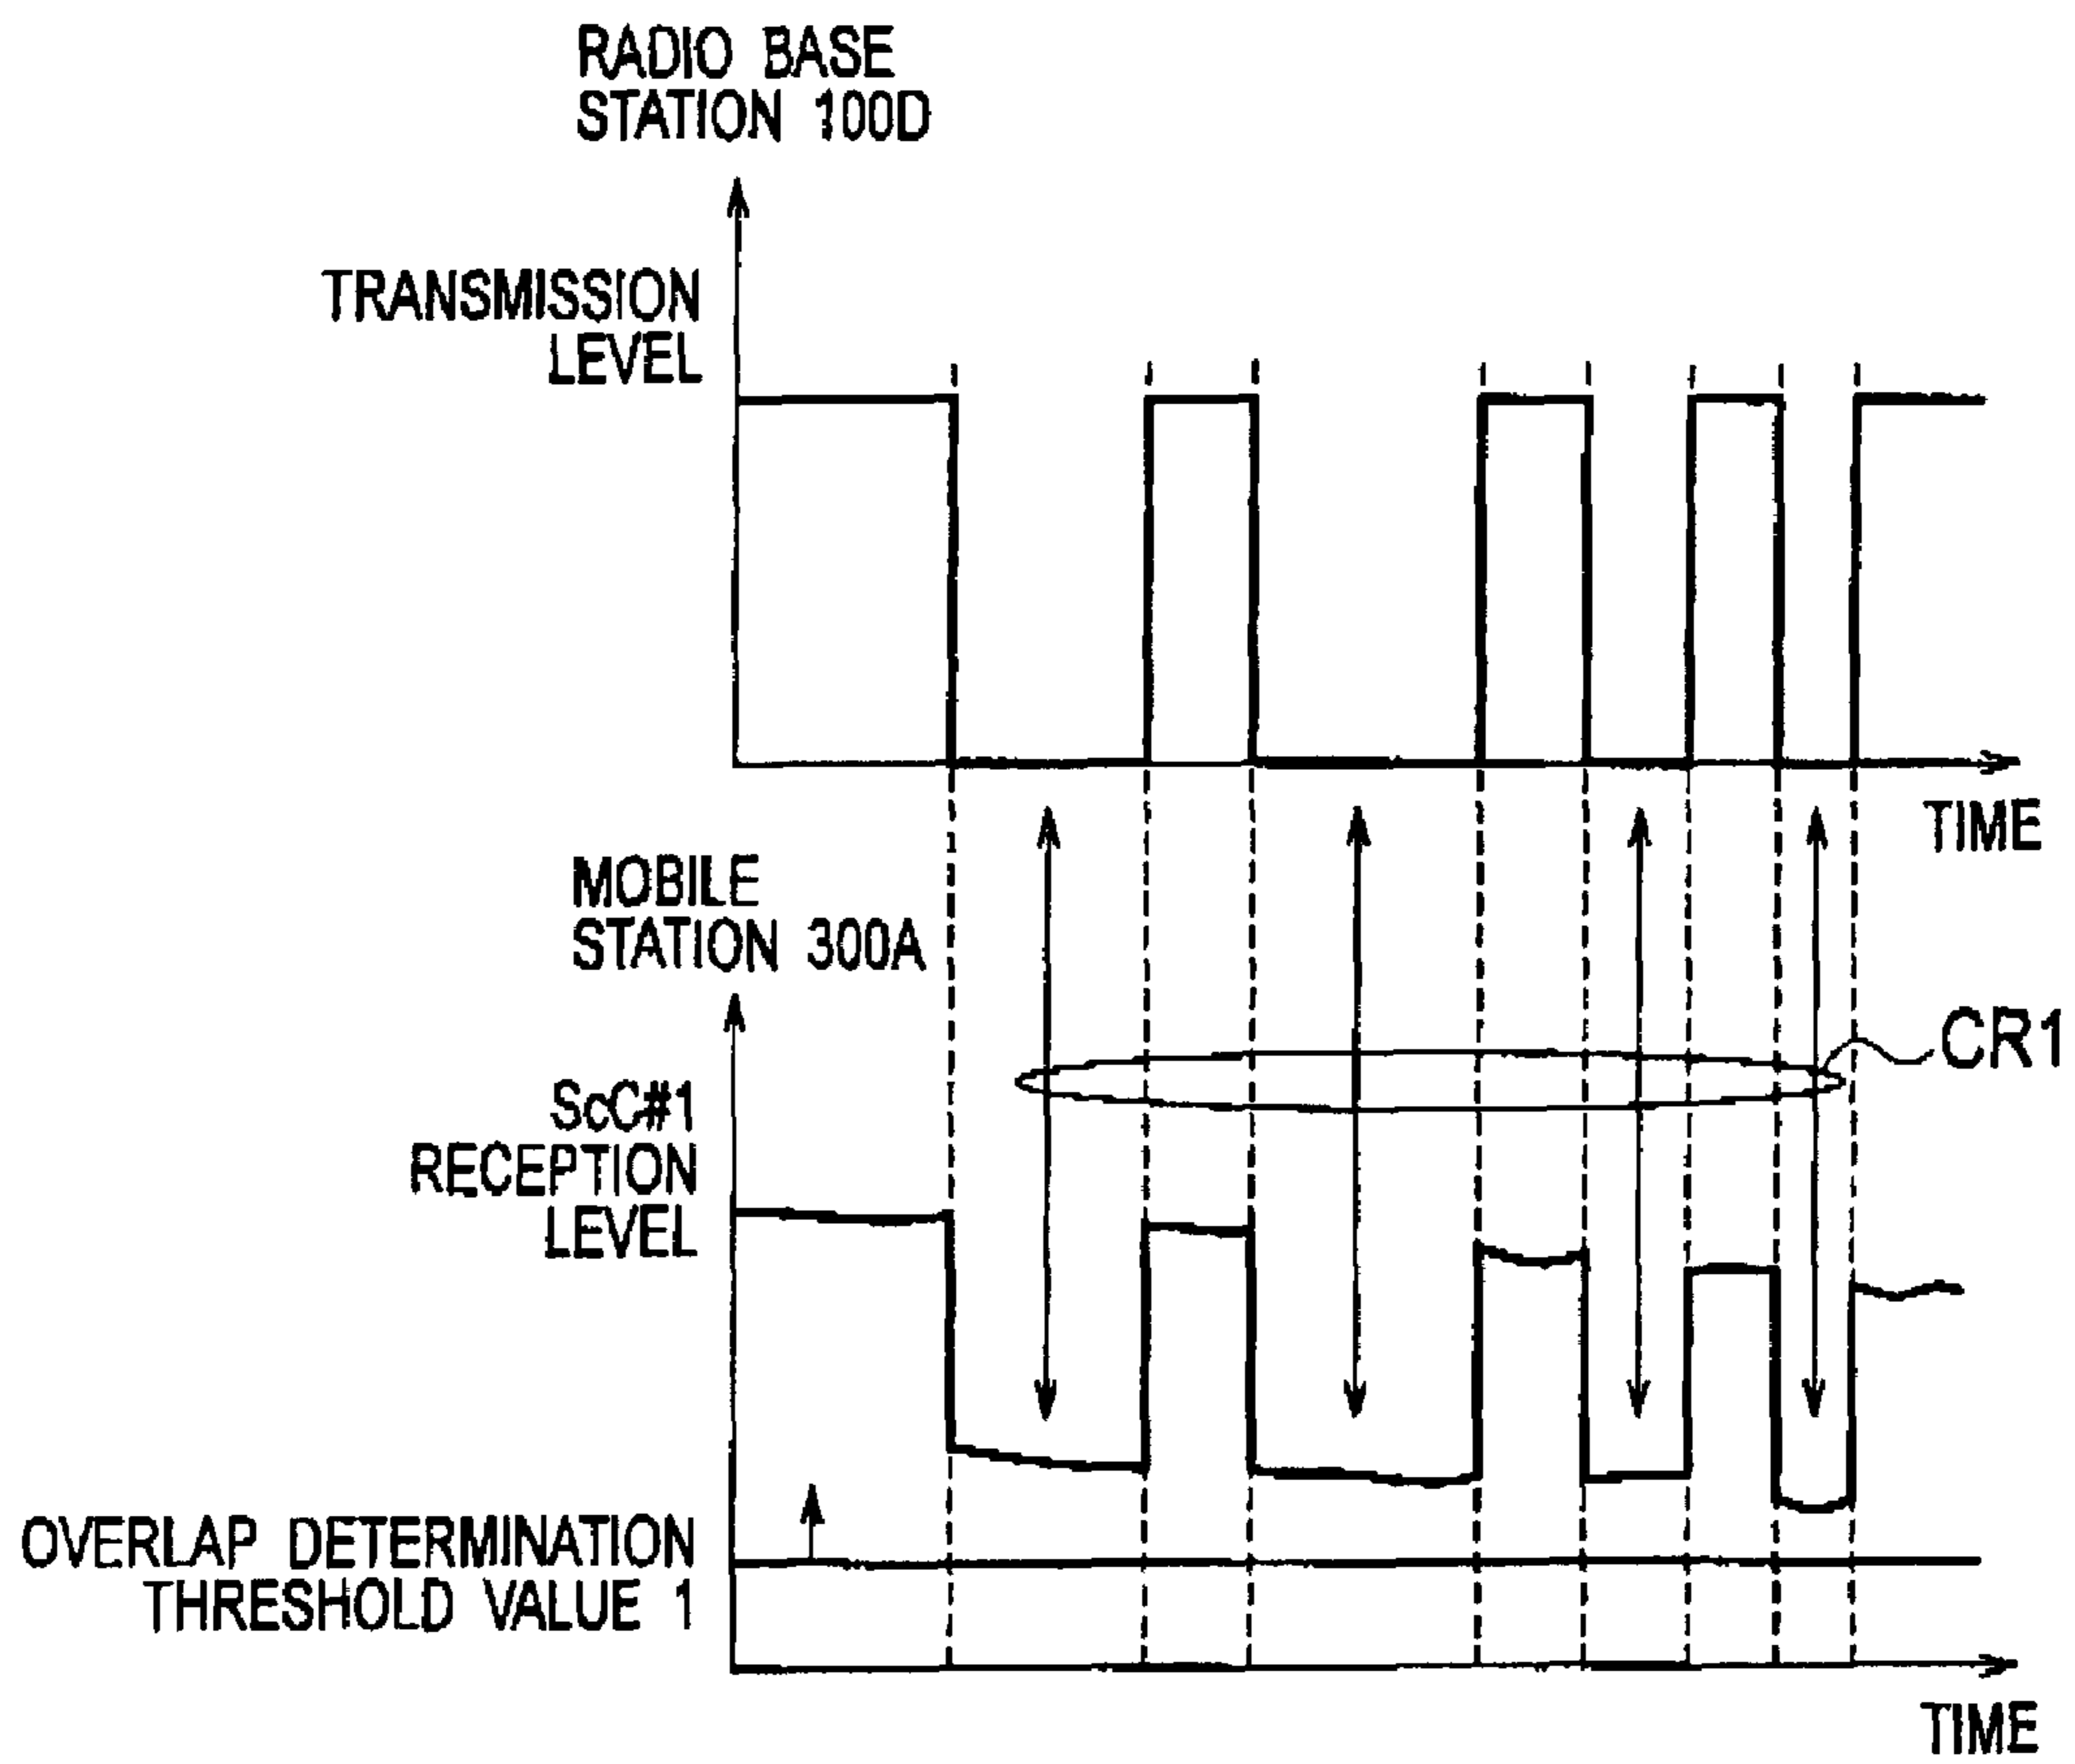 RADIO BASE
STATION 100D
TRANSMISSION
LEVEL
TIME
MOBILE
STATION 300A
CR1
ScC#1
RECEPTION
LEVEL
OVERLAP DETERMINATION
THRESHOLD VALUE 1
TIME